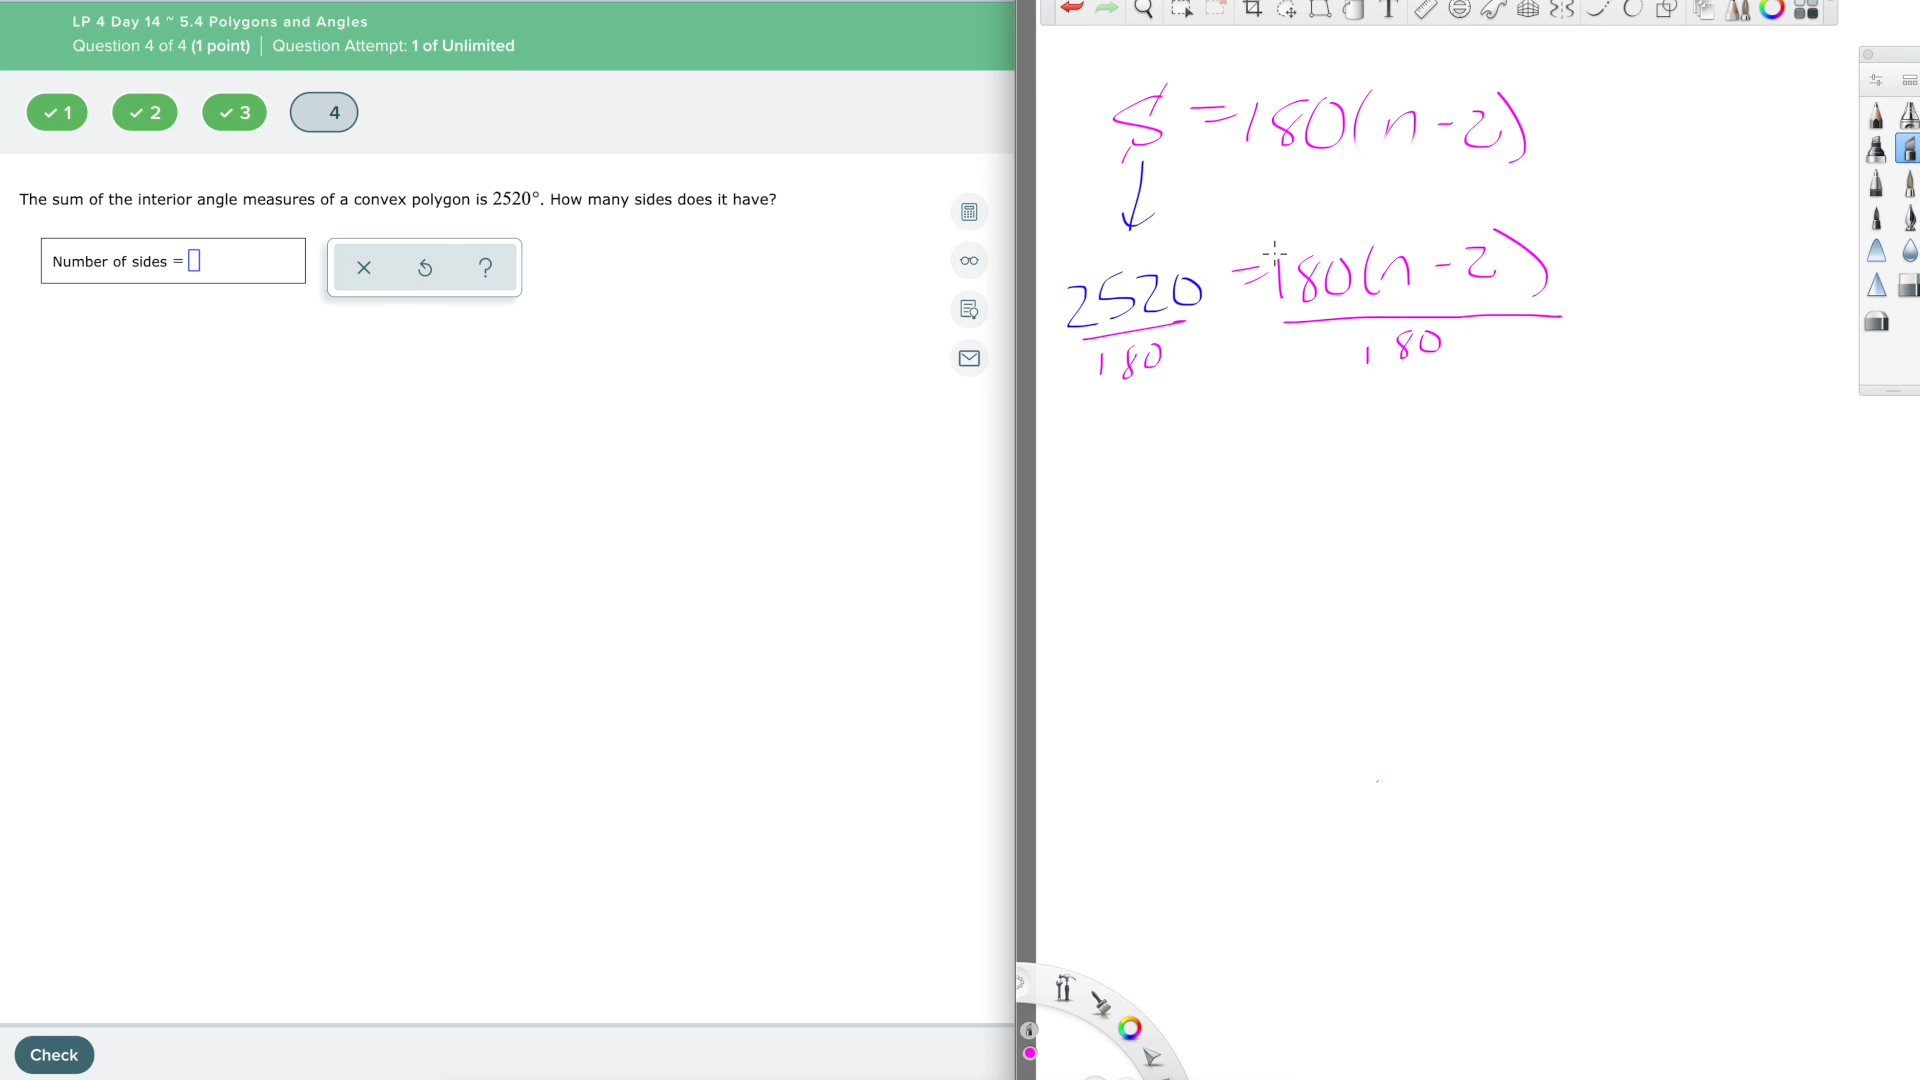 LP 4 Day 14 ~ 5.4 Polygons and Angles
Question 4 of 4 (1 point) | Question Attempt: 1 of Unlimited
✓ 1 ✓ 2 ✓ 3 4
The sum of the interior angle measures of a convex polygon is 2520°. How many sides does it have?
Number of sides =
Check
S = 180(n - 2)
2520 = 180(n - 2)
180 180